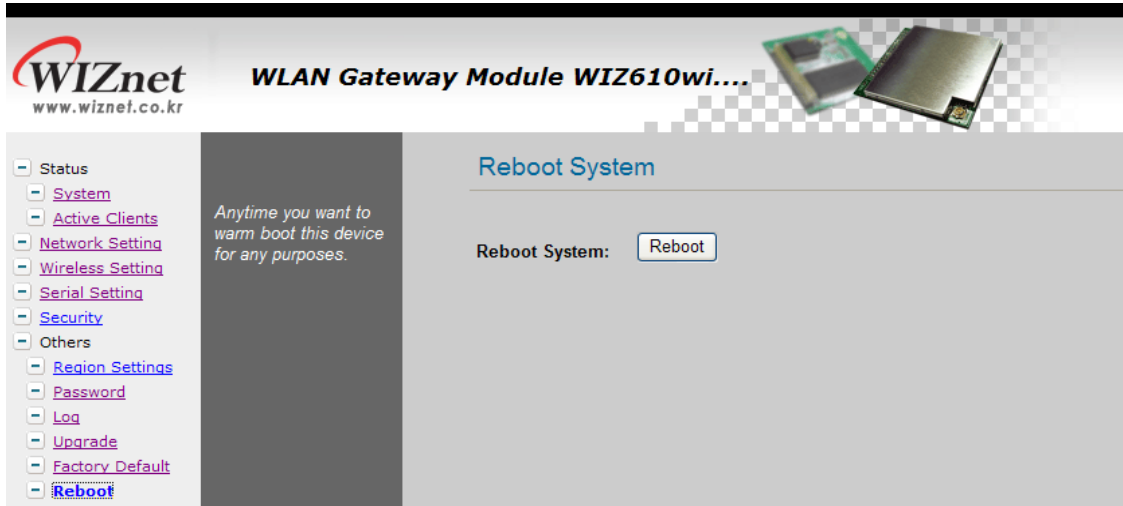 WIZnet
www.wiznet.co.kr
WLAN Gateway Module WIZ610wi....
Status
System
Active Clients
Network Setting
Wireless Setting
Serial Setting
Security
Others
Region Settings
Password
Log
Upgrade
Factory Default
Reboot
Anytime you want to
warm boot this device
for any purposes.
Reboot System
Reboot System: Reboot